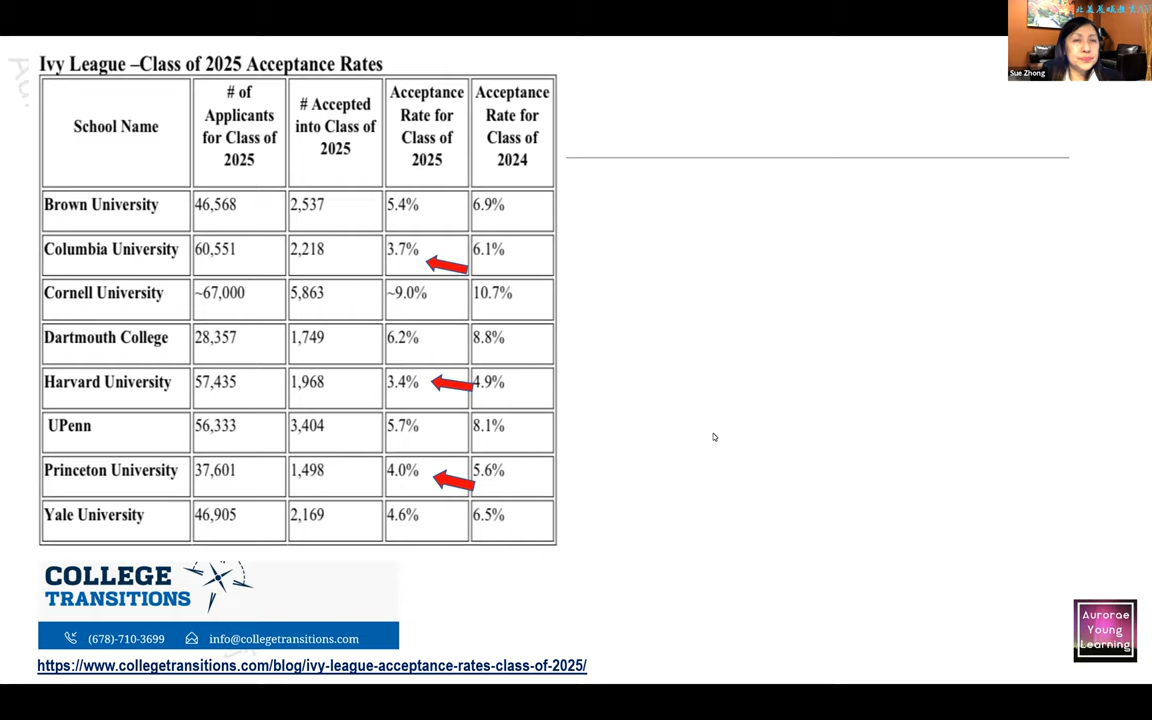 北美晨曦教育
Sue Zhong
Ivy League –Class of 2025 Acceptance Rates
School Name
# of Applicants for Class of 2025
# Accepted into Class of 2025
Acceptance Rate for Class of 2025
Acceptance Rate for Class of 2024
Brown University 46,568 2,537 5.4% 6.9%
Columbia University 60,551 2,218 3.7% 6.1%
Cornell University ~67,000 5,863 ~9.0% 10.7%
Dartmouth College 28,357 1,749 6.2% 8.8%
Harvard University 57,435 1,968 3.4% 4.9%
UPenn 56,333 3,404 5.7% 8.1%
Princeton University 37,601 1,498 4.0% 5.6%
Yale University 46,905 2,169 4.6% 6.5%
COLLEGE
TRANSITIONS
(678)-710-3699 info@collegetransitions.com
https://www.collegetransitions.com/blog/ivy-league-acceptance-rates-class-of-2025/
Aurorae
Young
Learning